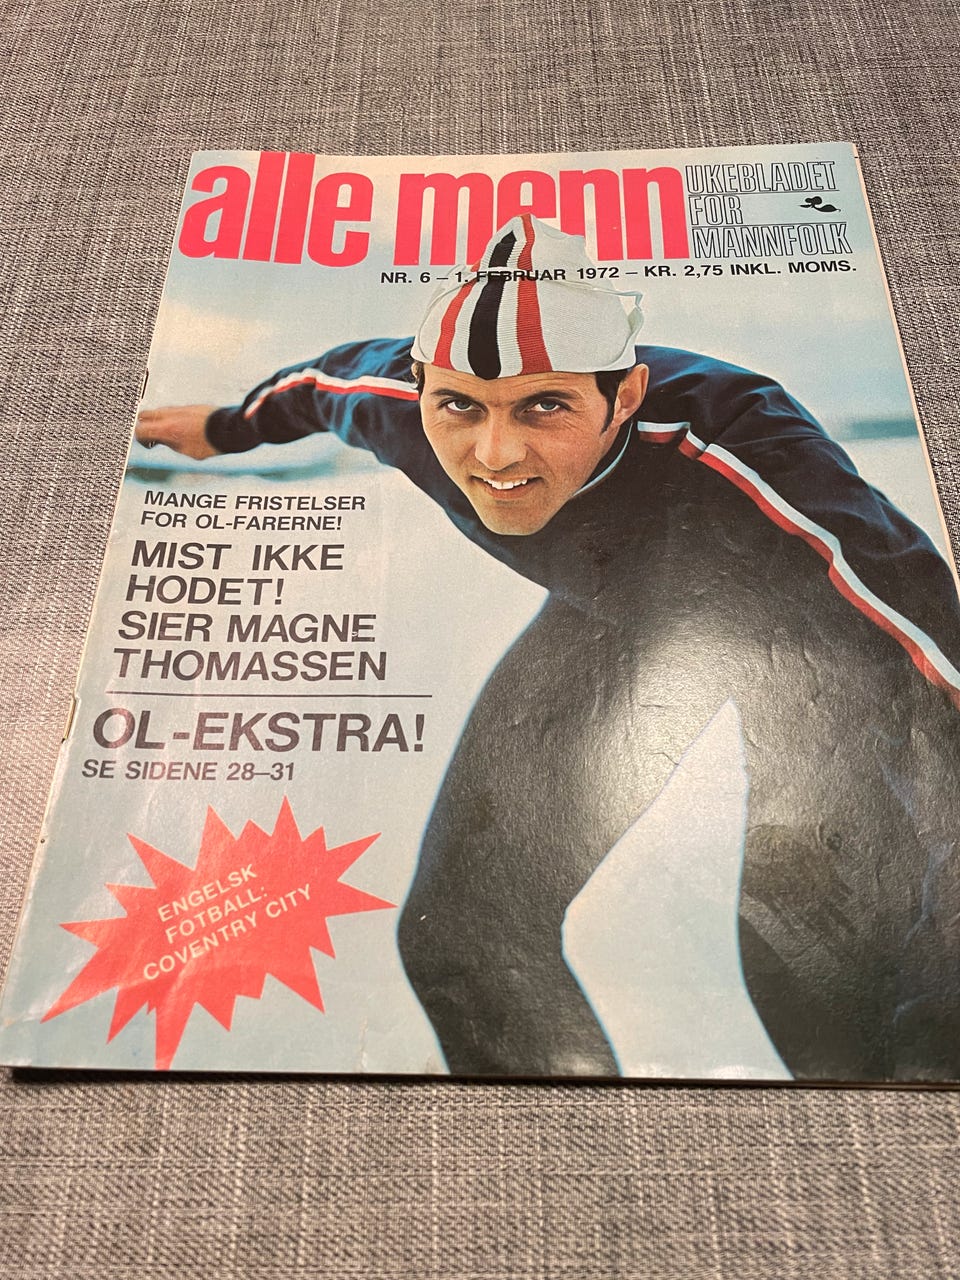 alle menn
UKEBLADET
FOR
MANNFOLK
NR. 6 – 1. FEBRUAR 1972 – KR. 2,75 INKL. MOMS.
MANGE FRISTELSER
FOR OL-FARERNE!
MIST IKKE
HODET!
SIER MAGNE
THOMASSEN
OL-EKSTRA!
SE SIDENE 28–31
ENGELSK
FOTBALL:
COVENTRY CITY